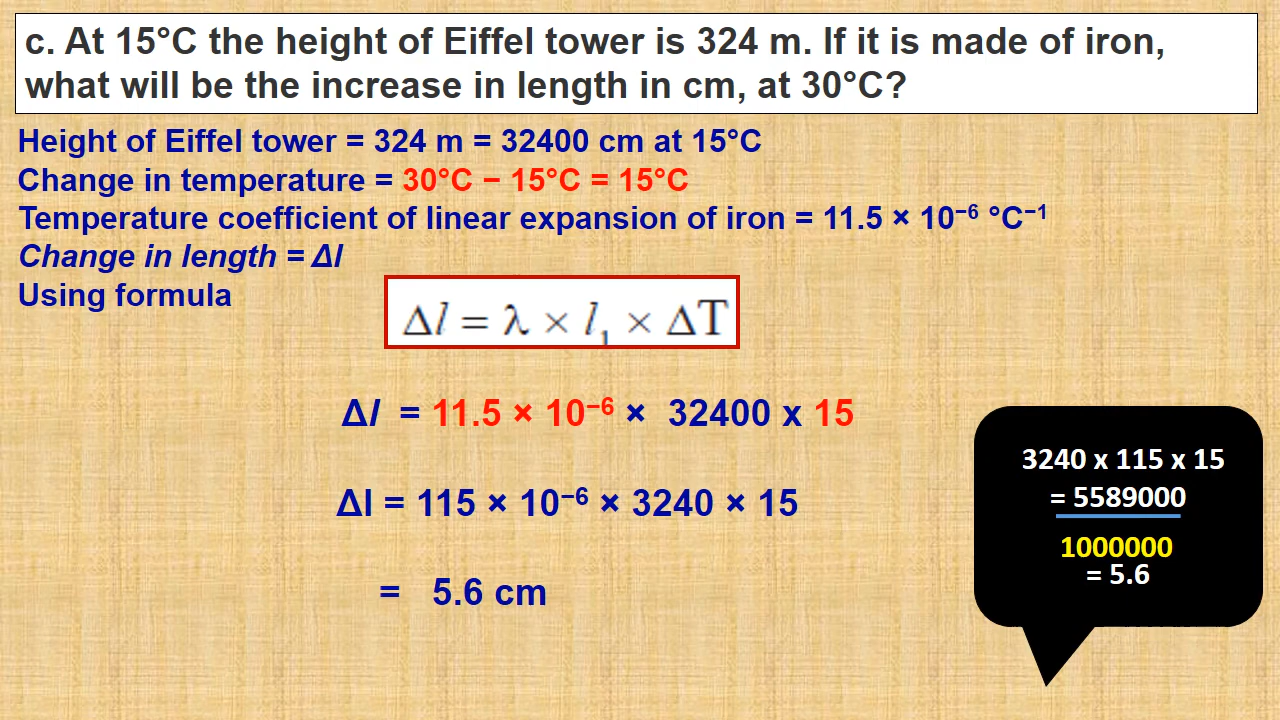 c. At 15°C the height of Eiffel tower is 324 m. If it is made of iron,
what will be the increase in length in cm, at 30°C?
Height of Eiffel tower = 324 m = 32400 cm at 15°C
Change in temperature = 30°C − 15°C = 15°C
Temperature coefficient of linear expansion of iron = 11.5 × 10⁻⁶ °C⁻¹
Change in length = Δl
Using formula
Δl = λ × l₁ × ΔT
Δl = 11.5 × 10⁻⁶ × 32400 x 15
Δl = 115 × 10⁻⁶ × 3240 × 15
= 5.6 cm
3240 x 115 x 15
= 5589000
1000000
= 5.6